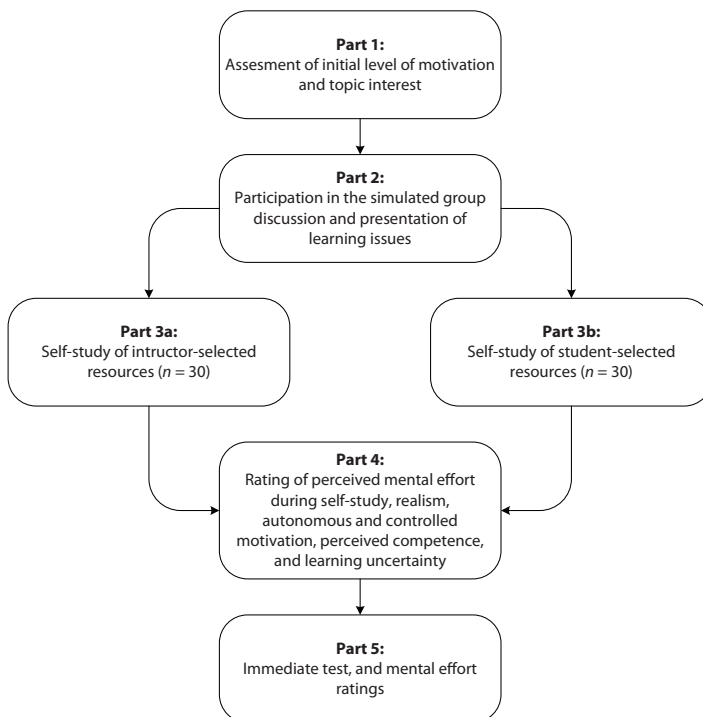 Part 1:
Assesment of initial level of motivation
and topic interest
Part 2:
Participation in the simulated group
discussion and presentation of
learning issues
Part 3a:
Self-study of intructor-selected
resources (n = 30)
Part 3b:
Self-study of student-selected
resources (n = 30)
Part 4:
Rating of perceived mental effort
during self-study, realism,
autonomous and controlled
motivation, perceived competence,
and learning uncertainty
Part 5:
Immediate test, and mental effort
ratings